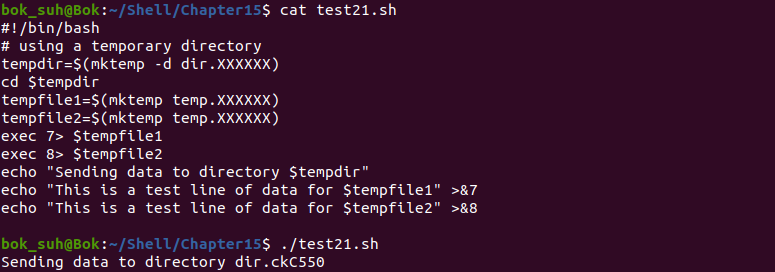 bok_suh@Bok:~/Shell/Chapter15$ cat test21.sh
#!/bin/bash
# using a temporary directory
tempdir=$(mktemp -d dir.XXXXXX)
cd $tempdir
tempfile1=$(mktemp temp.XXXXXX)
tempfile2=$(mktemp temp.XXXXXX)
exec 7> $tempfile1
exec 8> $tempfile2
echo "Sending data to directory $tempdir"
echo "This is a test line of data for $tempfile1" >&7
echo "This is a test line of data for $tempfile2" >&8
bok_suh@Bok:~/Shell/Chapter15$ ./test21.sh
Sending data to directory dir.ckC550